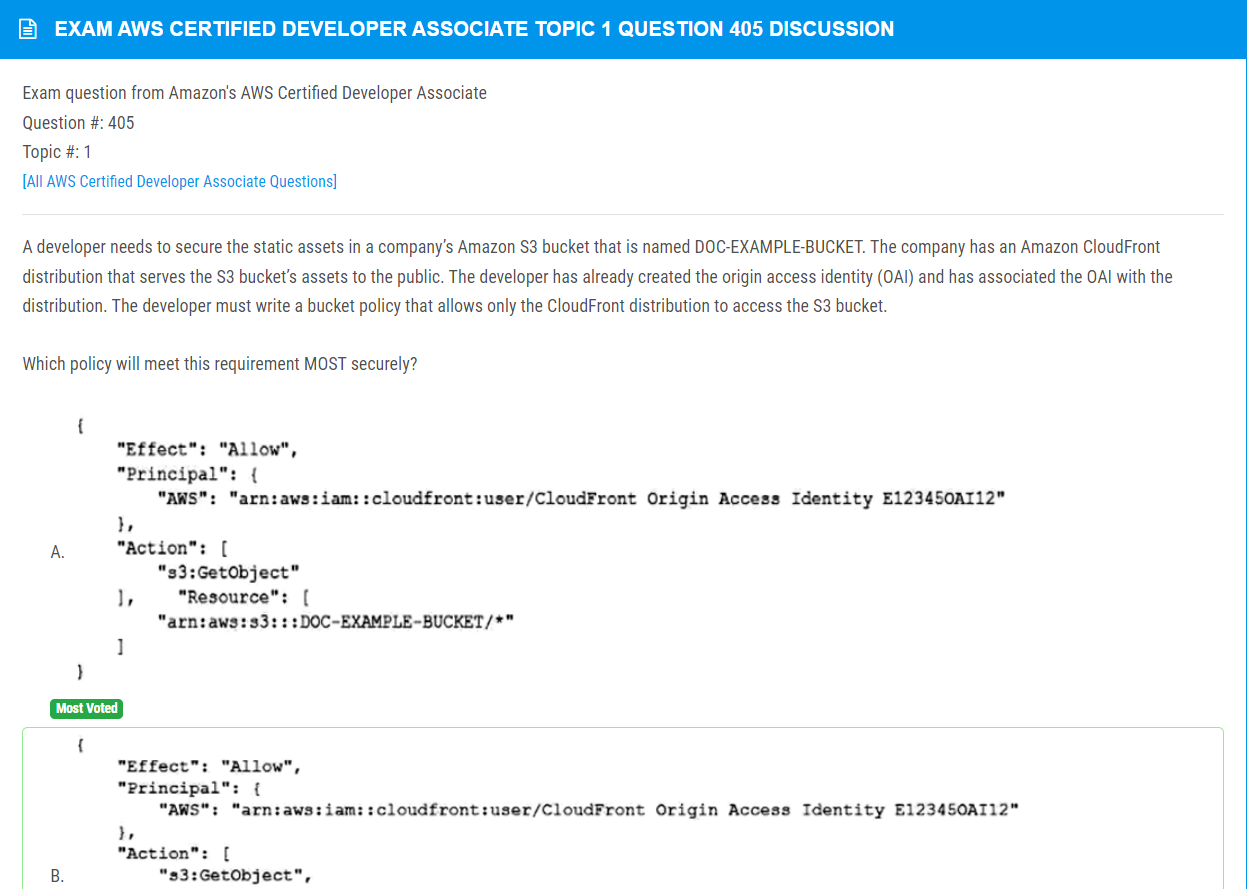 EXAM AWS CERTIFIED DEVELOPER ASSOCIATE TOPIC 1 QUESTION 405 DISCUSSION
Exam question from Amazon's AWS Certified Developer Associate
Question #: 405
Topic #: 1
[All AWS Certified Developer Associate Questions]
A developer needs to secure the static assets in a company's Amazon S3 bucket that is named DOC-EXAMPLE-BUCKET. The company has an Amazon CloudFront
distribution that serves the S3 bucket's assets to the public. The developer has already created the origin access identity (OAI) and has associated the OAI with the
distribution. The developer must write a bucket policy that allows only the CloudFront distribution to access the S3 bucket.
Which policy will meet this requirement MOST securely?
{
"Effect": "Allow",
"Principal": {
"AWS": "arn:aws:iam::cloudfront:user/CloudFront Origin Access Identity E12345OAI12"
},
A.
"Action": [
"s3:GetObject"
], "Resource": [
"arn:aws:s3:::DOC-EXAMPLE-BUCKET/*"
]
}
Most Voted
{
"Effect": "Allow",
"Principal": {
"AWS": "arn:aws:iam::cloudfront:user/CloudFront Origin Access Identity E12345OAI12"
},
"Action": [
B. "s3:GetObject",